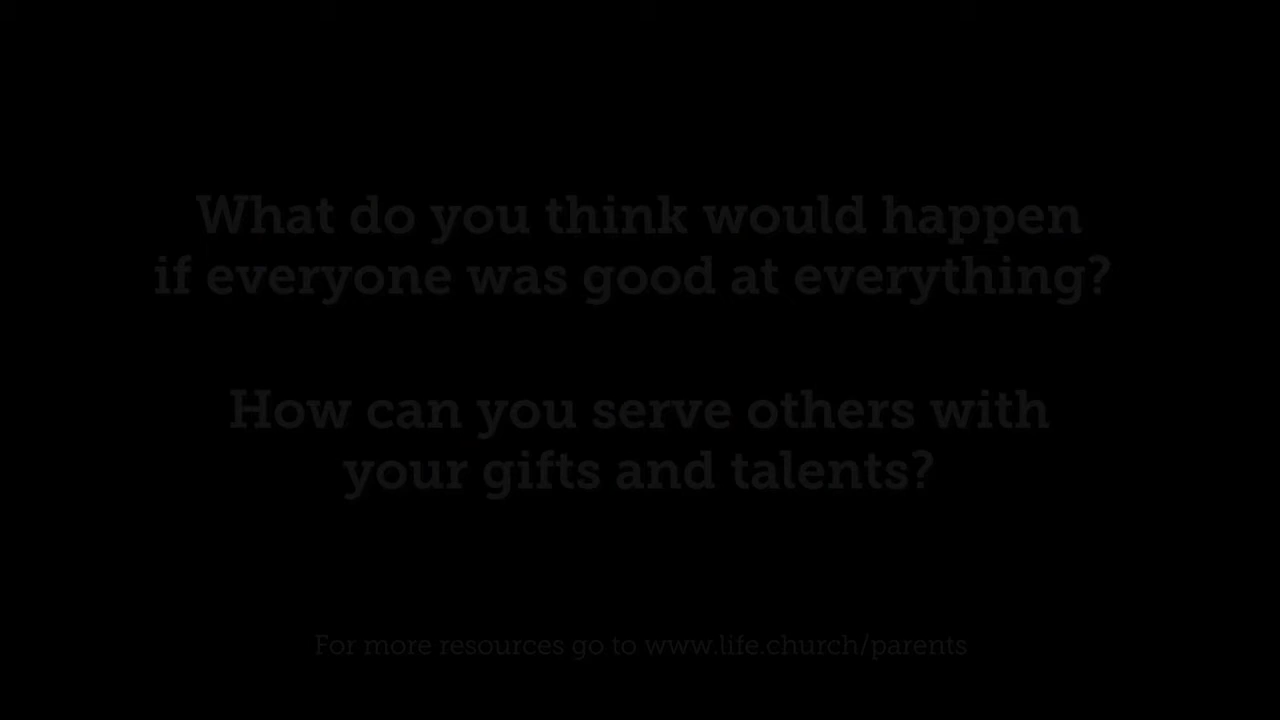 What do you think would happen
if everyone was good at everything?
How can you serve others with
your gifts and talents?
For more resources go to www.life.church/parents